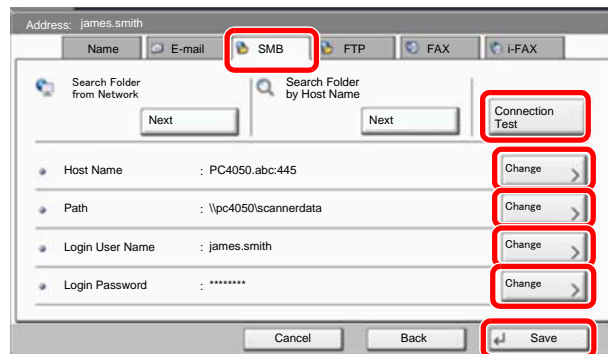 Address: james.smith
Name E-mail SMB FTP FAX i-FAX
Search Folder
from Network
Next
Search Folder
by Host Name
Next
Connection
Test
Host Name : PC4050.abc:445 Change
Path : \\pc4050\scannerdata Change
Login User Name : james.smith Change
Login Password : ******** Change
Cancel Back Save